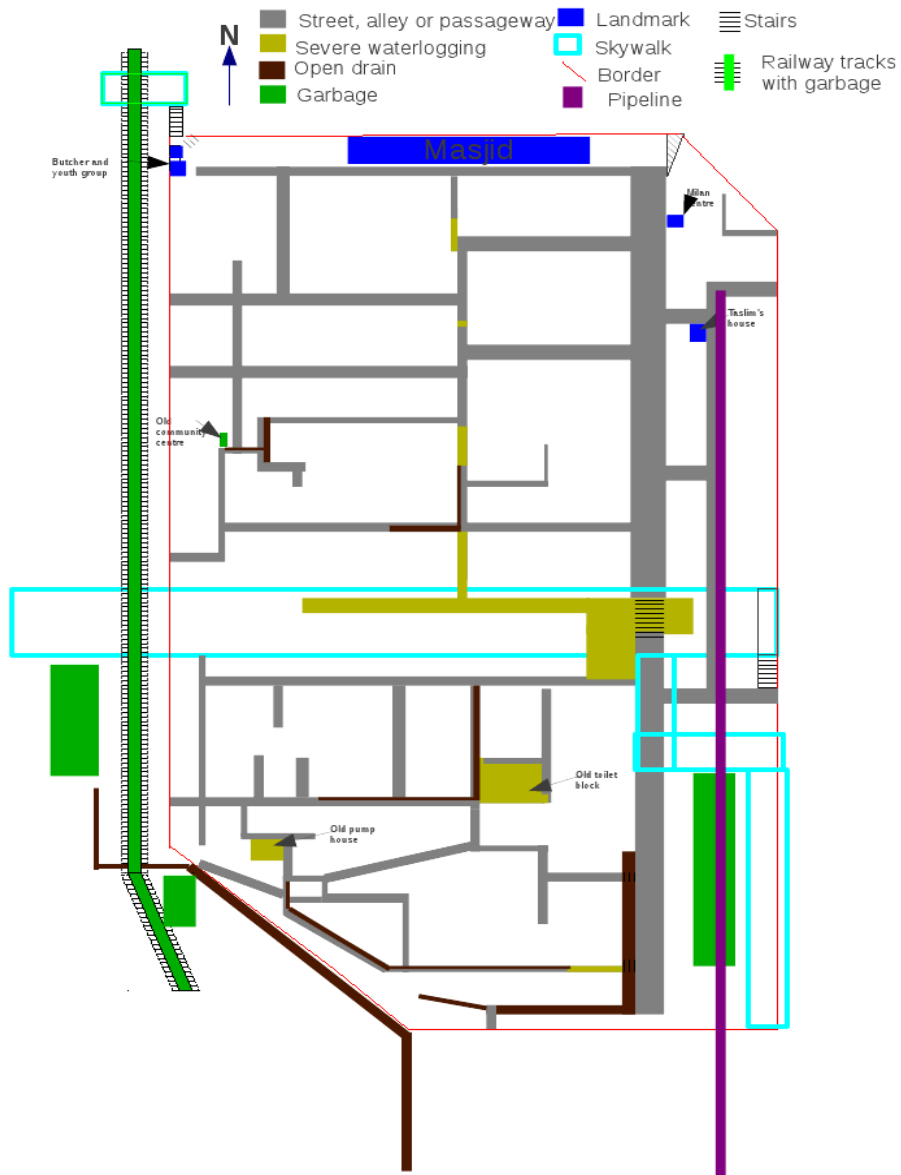 Street, alley or passageway
Landmark
Stairs
N
Severe waterlogging
Skywalk
Open drain
Border
Railway tracks
with garbage
Garbage
Pipeline
Masjid
Butcher and
youth group
Milan
centre
Taslim's
house
Old
community
centre
Old toilet
block
Old pump
house